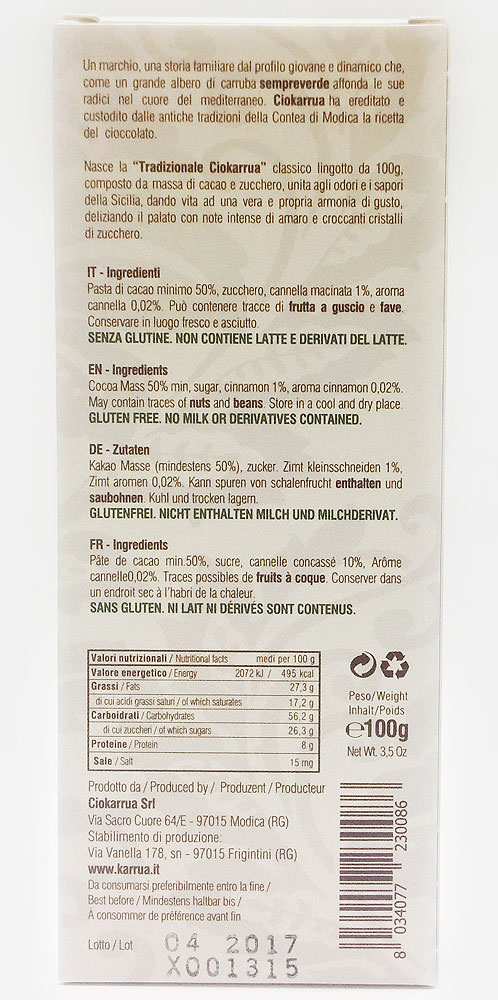 Un marchio, una storia familiare dal profilo giovane e dinamico che,
come un grande albero di carruba sempreverde affonda le sue
radici nel cuore del mediterraneo. Ciokarrua ha ereditato e
custodito dalle antiche tradizioni della Contea di Modica la ricetta
del cioccolato.
Nasce la “Tradizionale Ciokarrua” classico lingotto da 100g,
composto da massa di cacao e zucchero, unita agli odori e i sapori
della Sicilia, dando vita ad una vera e propria armonia di gusto,
deliziando il palato con note intense di amaro e croccanti cristalli
di zucchero.
IT - Ingredienti
Pasta di cacao minimo 50%, zucchero, cannella macinata 1%, aroma
cannella 0,02%. Può contenere tracce di frutta a guscio e fave.
Conservare in luogo fresco e asciutto.
SENZA GLUTINE. NON CONTIENE LATTE E DERIVATI DEL LATTE.
EN - Ingredients
Cocoa Mass 50% min, sugar, cinnamon 1%, aroma cinnamon 0,02%.
May contain traces of nuts and beans. Store in a cool and dry place.
GLUTEN FREE. NO MILK OR DERIVATIVES CONTAINED.
DE - Zutaten
Kakao Masse (mindestens 50%), zucker. Zimt kleinsschneiden 1%,
Zimt aromen 0,02%. Kann spuren von schalenfrucht enthalten und
saubohnen. Kuhl und trocken lagern.
GLUTENFREI. NICHT ENTHALTEN MILCH UND MILCHDERIVAT.
FR - Ingredients
Pâte de cacao min.50%, sucre, cannelle concassé 10%, Arôme
cannelle0,02%. Traces possibles de fruits à coque. Conserver dans
un endroit sec à l'habri de la chaleur.
SANS GLUTEN. NI LAIT NI DÉRIVÉS SONT CONTENUS.
Valori nutrizionali / Nutritional facts medi per 100 g
Valore energetico / Energy 2072 kJ / 495 kcal
Grassi / Fats 27,3 g
di cui acidi grassi saturi / of which saturates 17,2 g
Carboidrati / Carbohydrates 56,2 g
di cui zuccheri / of which sugars 26,3 g
Proteine / Protein 8 g
Sale / Salt 15 mg
Peso/Weight
Inhalt/Poids
℮100g
Net Wt. 3,5 Oz
Prodotto da / Produced by / Produzent / Producteur
Ciokarrua Srl
Via Sacro Cuore 64/E - 97015 Modica (RG)
Stabilimento di produzione:
Via Vanella 178, sn - 97015 Frigintini (RG)
www.karrua.it
Da consumarsi preferibilmente entro la fine /
Best before / Mindestens haltbar bis /
A consommer de préférence avant fin
Lotto / Lot
04 2017
X001315
8 034077 230086